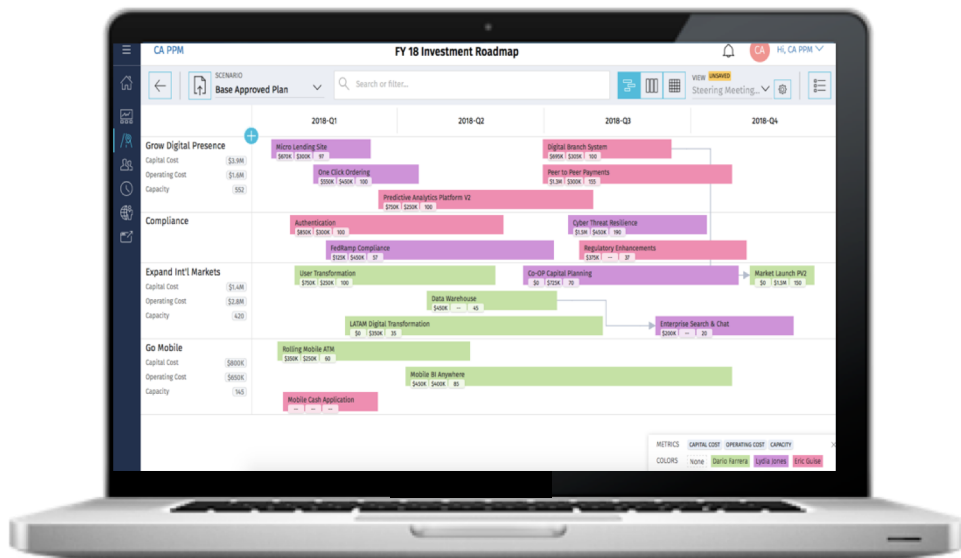 CA PPM
FY 18 Investment Roadmap
CA
Hi, CA PPM
SCENARIO
Base Approved Plan
Search or filter...
VIEW UNSAVED
Steering Meeting...
2018-Q1 2018-Q2 2018-Q3 2018-Q4
Grow Digital Presence
Capital Cost $3.9M
Operating Cost $1.6M
Capacity 552
Micro Lending Site
$670K $300K 97
Digital Branch System
$695K $305K 100
One Click Ordering
$550K $450K 100
Peer to Peer Payments
$1.3M $300K 155
Predictive Analytics Platform V2
$750K $250K 100
Compliance
Authentication
$850K $300K 100
Cyber Threat Resilience
$1.5M $450K 190
FedRamp Compliance
$125K $450K 57
Regulatory Enhancements
$375K — 37
Expand Int'l Markets
Capital Cost $1.4M
Operating Cost $2.8M
Capacity 420
User Transformation
$750K $250K 100
Co-OP Capital Planning
$0 $725K 70
Market Launch PV2
$0 $1.5M 150
Data Warehouse
$450K — 45
LATAM Digital Transformation
$0 $350K 35
Enterprise Search & Chat
$200K — 20
Go Mobile
Capital Cost $800K
Operating Cost $650K
Capacity 145
Rolling Mobile ATM
$350K $250K 60
Mobile BI Anywhere
$450K $400K 85
Mobile Cash Application
— — —
METRICS CAPITAL COST OPERATING COST CAPACITY
COLORS None Dario Farrera Lydia Jones Eric Guise